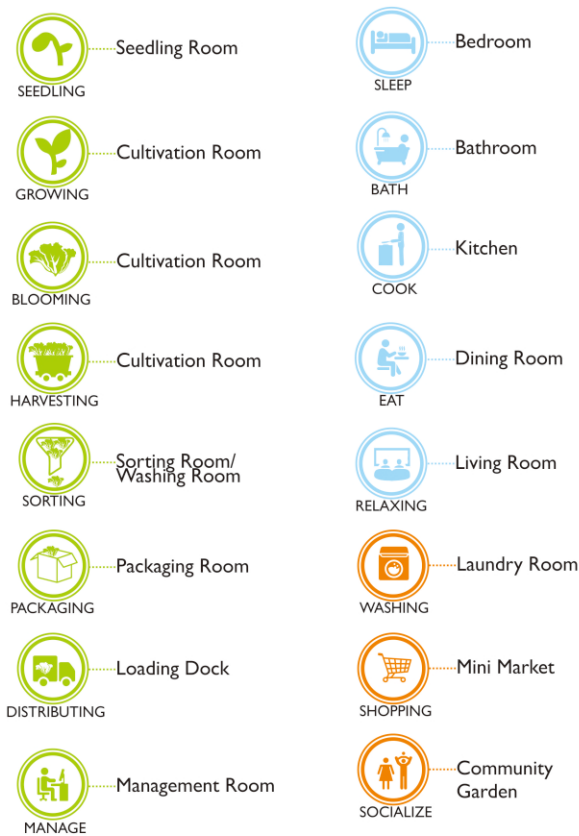 Seedling Room
SEEDLING
Cultivation Room
GROWING
Cultivation Room
BLOOMING
Cultivation Room
HARVESTING
Sorting Room/
Washing Room
SORTING
Packaging Room
PACKAGING
Loading Dock
DISTRIBUTING
Management Room
MANAGE
Bedroom
SLEEP
Bathroom
BATH
Kitchen
COOK
Dining Room
EAT
Living Room
RELAXING
Laundry Room
WASHING
Mini Market
SHOPPING
Community
Garden
SOCIALIZE